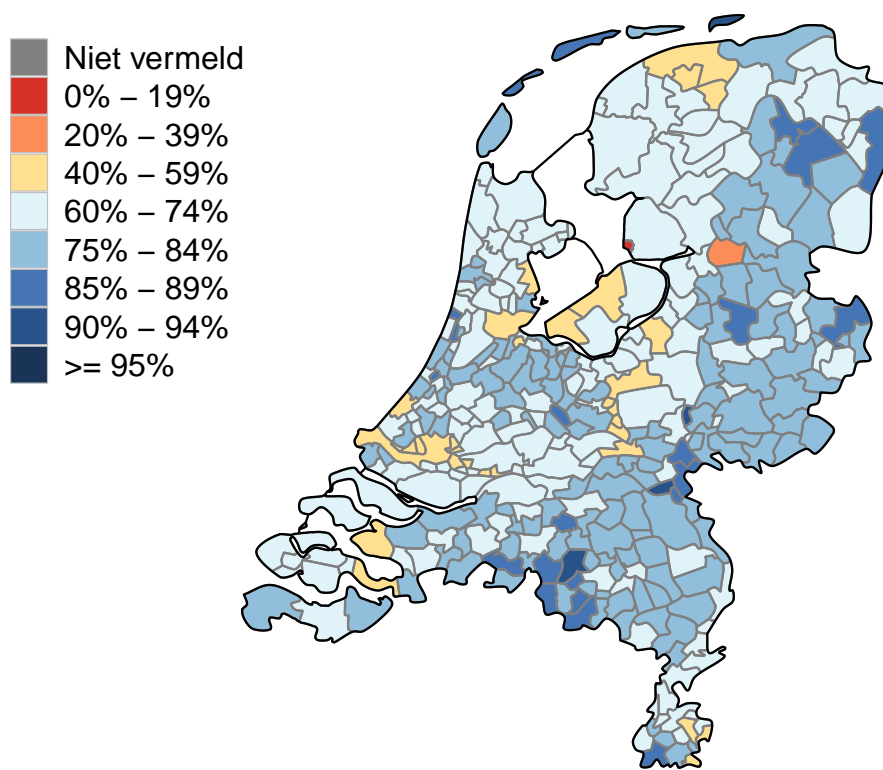 Niet vermeld
0% – 19%
20% – 39%
40% – 59%
60% – 74%
75% – 84%
85% – 89%
90% – 94%
>= 95%